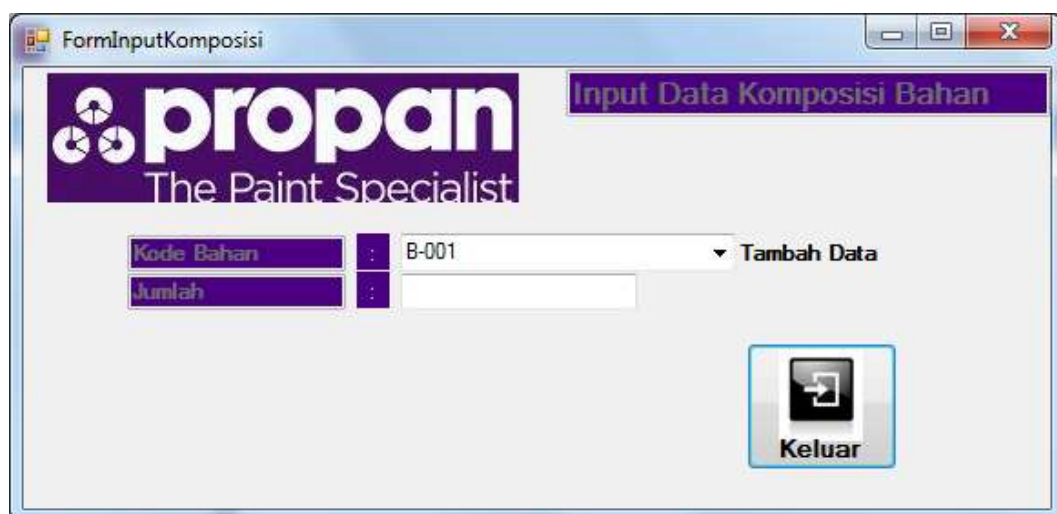 FormInputKomposisi
propan
The Paint Specialist
Input Data Komposisi Bahan
Kode Bahan : B-001 Tambah Data
Jumlah :
Keluar